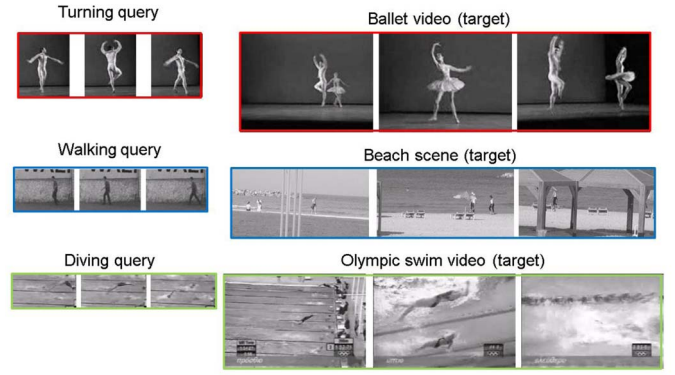 Turning query
Ballet video (target)
Walking query
Beach scene (target)
Diving query
Olympic swim video (target)